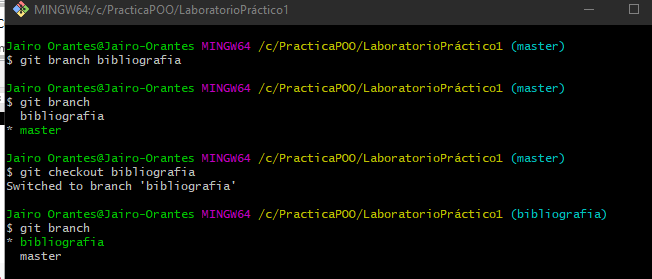 MINGW64:/c/PracticaPOO/LaboratorioPráctico1
Jairo Orantes@Jairo-Orantes MINGW64 /c/PracticaPOO/LaboratorioPráctico1 (master)
$ git branch bibliografia
Jairo Orantes@Jairo-Orantes MINGW64 /c/PracticaPOO/LaboratorioPráctico1 (master)
$ git branch
  bibliografia
* master
Jairo Orantes@Jairo-Orantes MINGW64 /c/PracticaPOO/LaboratorioPráctico1 (master)
$ git checkout bibliografia
Switched to branch 'bibliografia'
Jairo Orantes@Jairo-Orantes MINGW64 /c/PracticaPOO/LaboratorioPráctico1 (bibliografia)
$ git branch
* bibliografia
  master